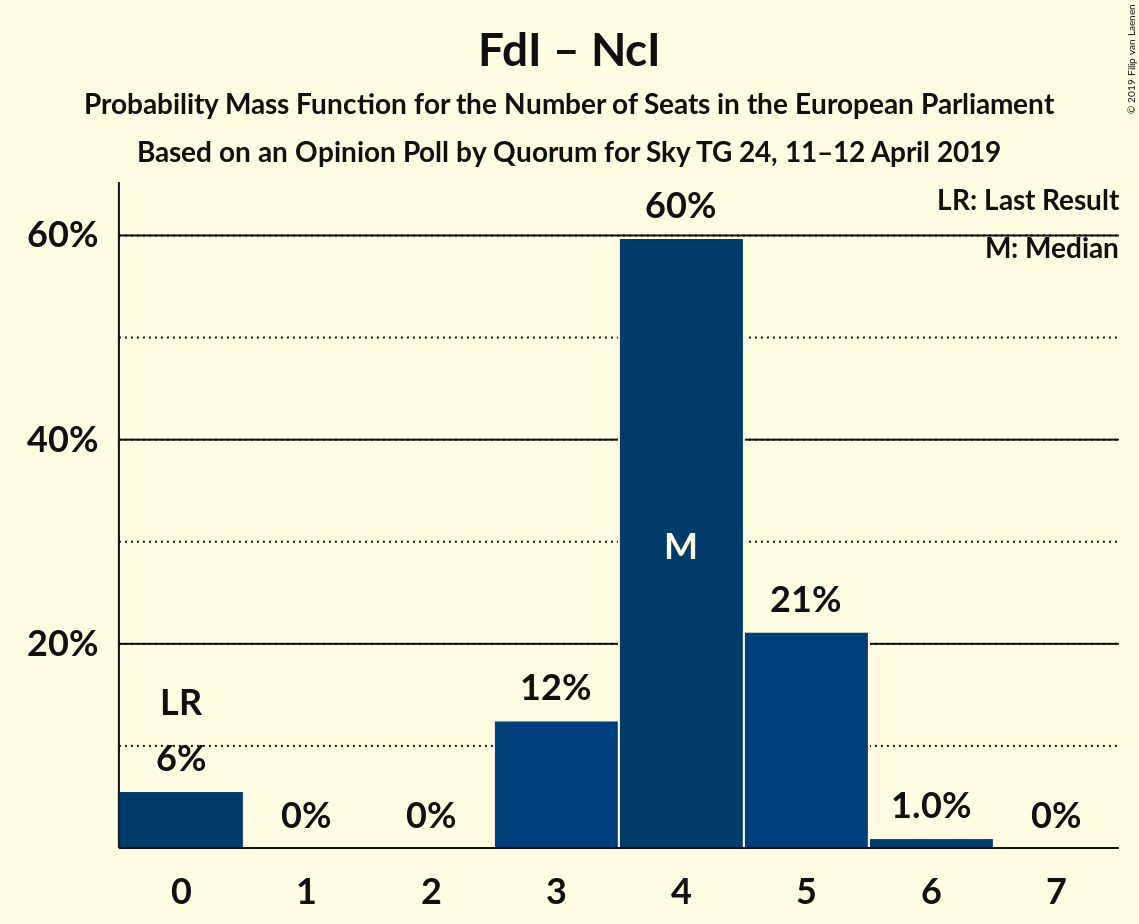 FdI – NcI
Probability Mass Function for the Number of Seats in the European Parliament
Based on an Opinion Poll by Quorum for Sky TG 24, 11–12 April 2019
© 2019 Filip van Laenen
LR: Last Result
M: Median
60%
40%
20%
LR
6%
0%
0%
12%
60%
M
21%
1.0%
0%
0 1 2 3 4 5 6 7